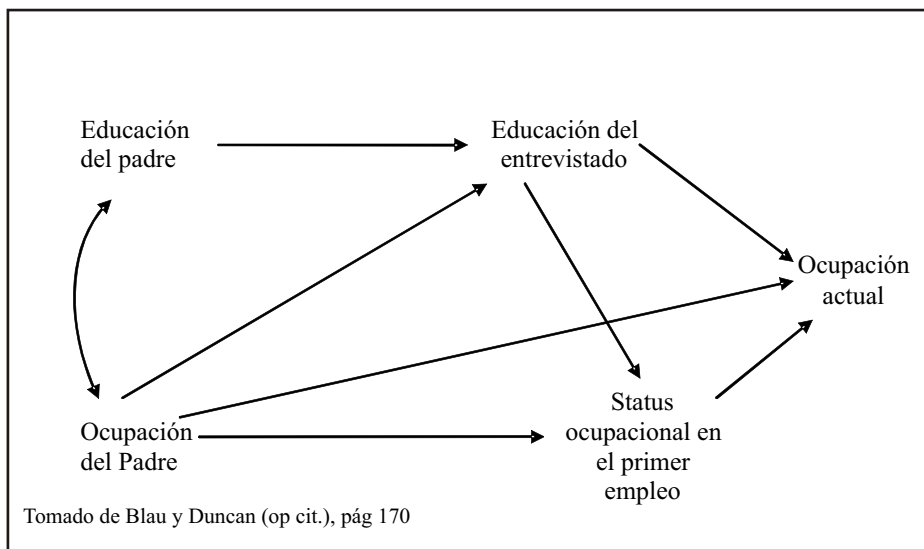 Educación
del padre
Educación del
entrevistado
Ocupación
actual
Ocupación
del Padre
Status
ocupacional en
el primer
empleo
Tomado de Blau y Duncan (op cit.), pág 170